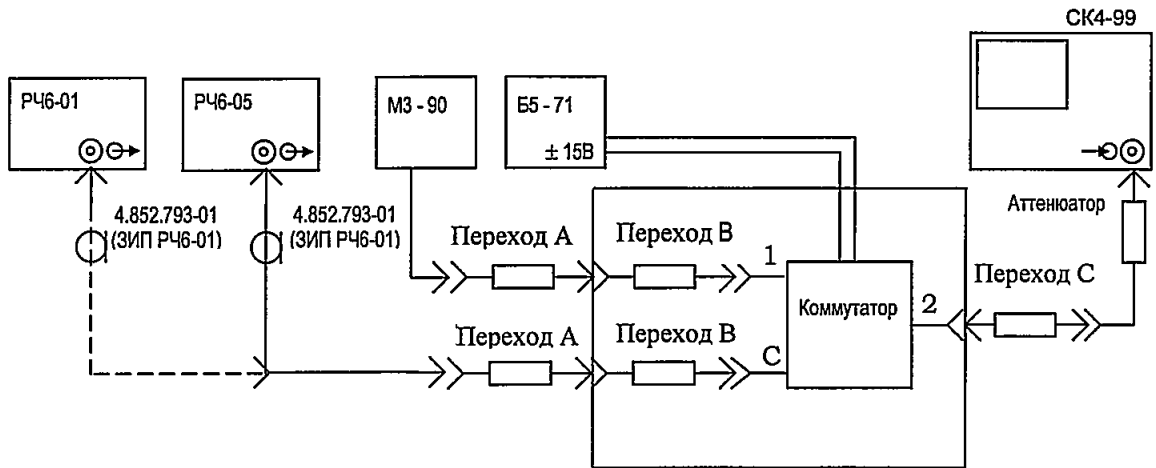 СК4-99
РЧ6-01
РЧ6-05
М3 - 90
Б5 - 71
± 15В
4.852.793-01
(ЗИП РЧ6-01)
4.852.793-01
(ЗИП РЧ6-01)
Аттенюатор
Переход А
Переход В
1
Коммутатор
2
Переход С
Переход А
Переход В
С